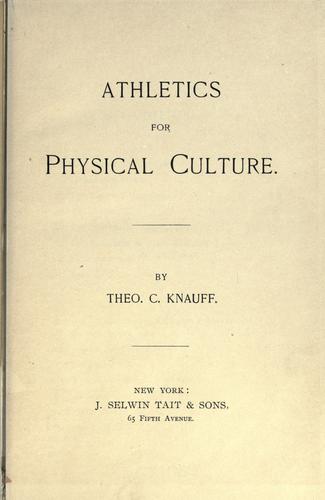 ATHLETICS
FOR
PHYSICAL CULTURE.
BY
THEO. C. KNAUFF.
NEW YORK:
J. SELWIN TAIT & SONS,
65 FIFTH AVENUE.